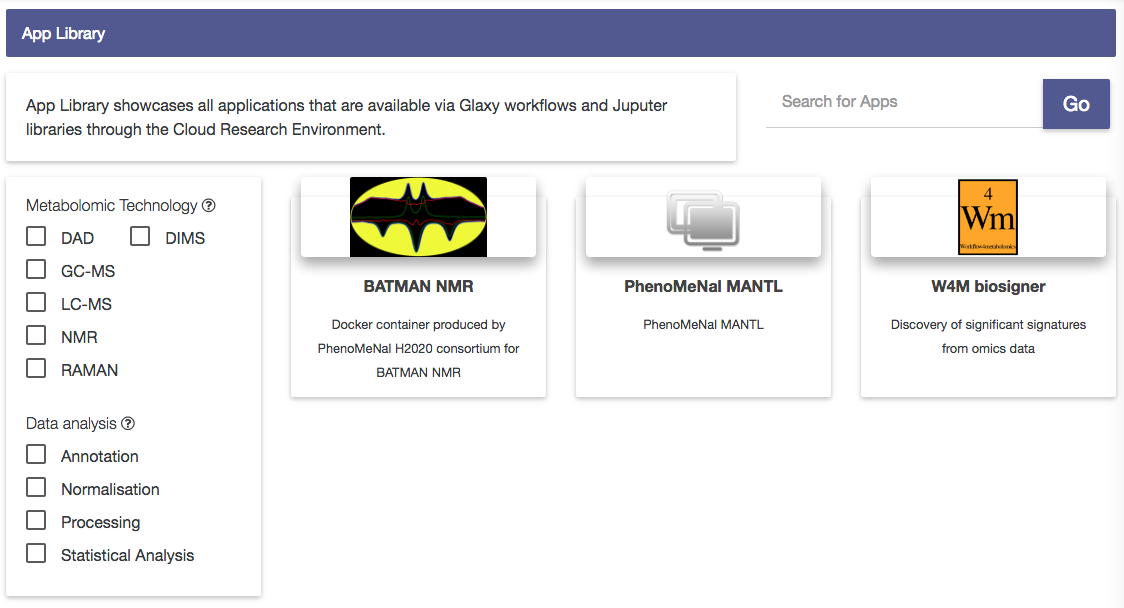 App Library
App Library showcases all applications that are available via Glaxy workflows and Juputer
libraries through the Cloud Research Environment.
Search for Apps
Go
Metabolomic Technology
DAD
DIMS
GC-MS
LC-MS
NMR
RAMAN
Data analysis
Annotation
Normalisation
Processing
Statistical Analysis
BATMAN NMR
Docker container produced by
PhenoMeNal H2020 consortium for
BATMAN NMR
PhenoMeNal MANTL
PhenoMeNal MANTL
4
Wm
Workflow4metabolomics
W4M biosigner
Discovery of significant signatures
from omics data